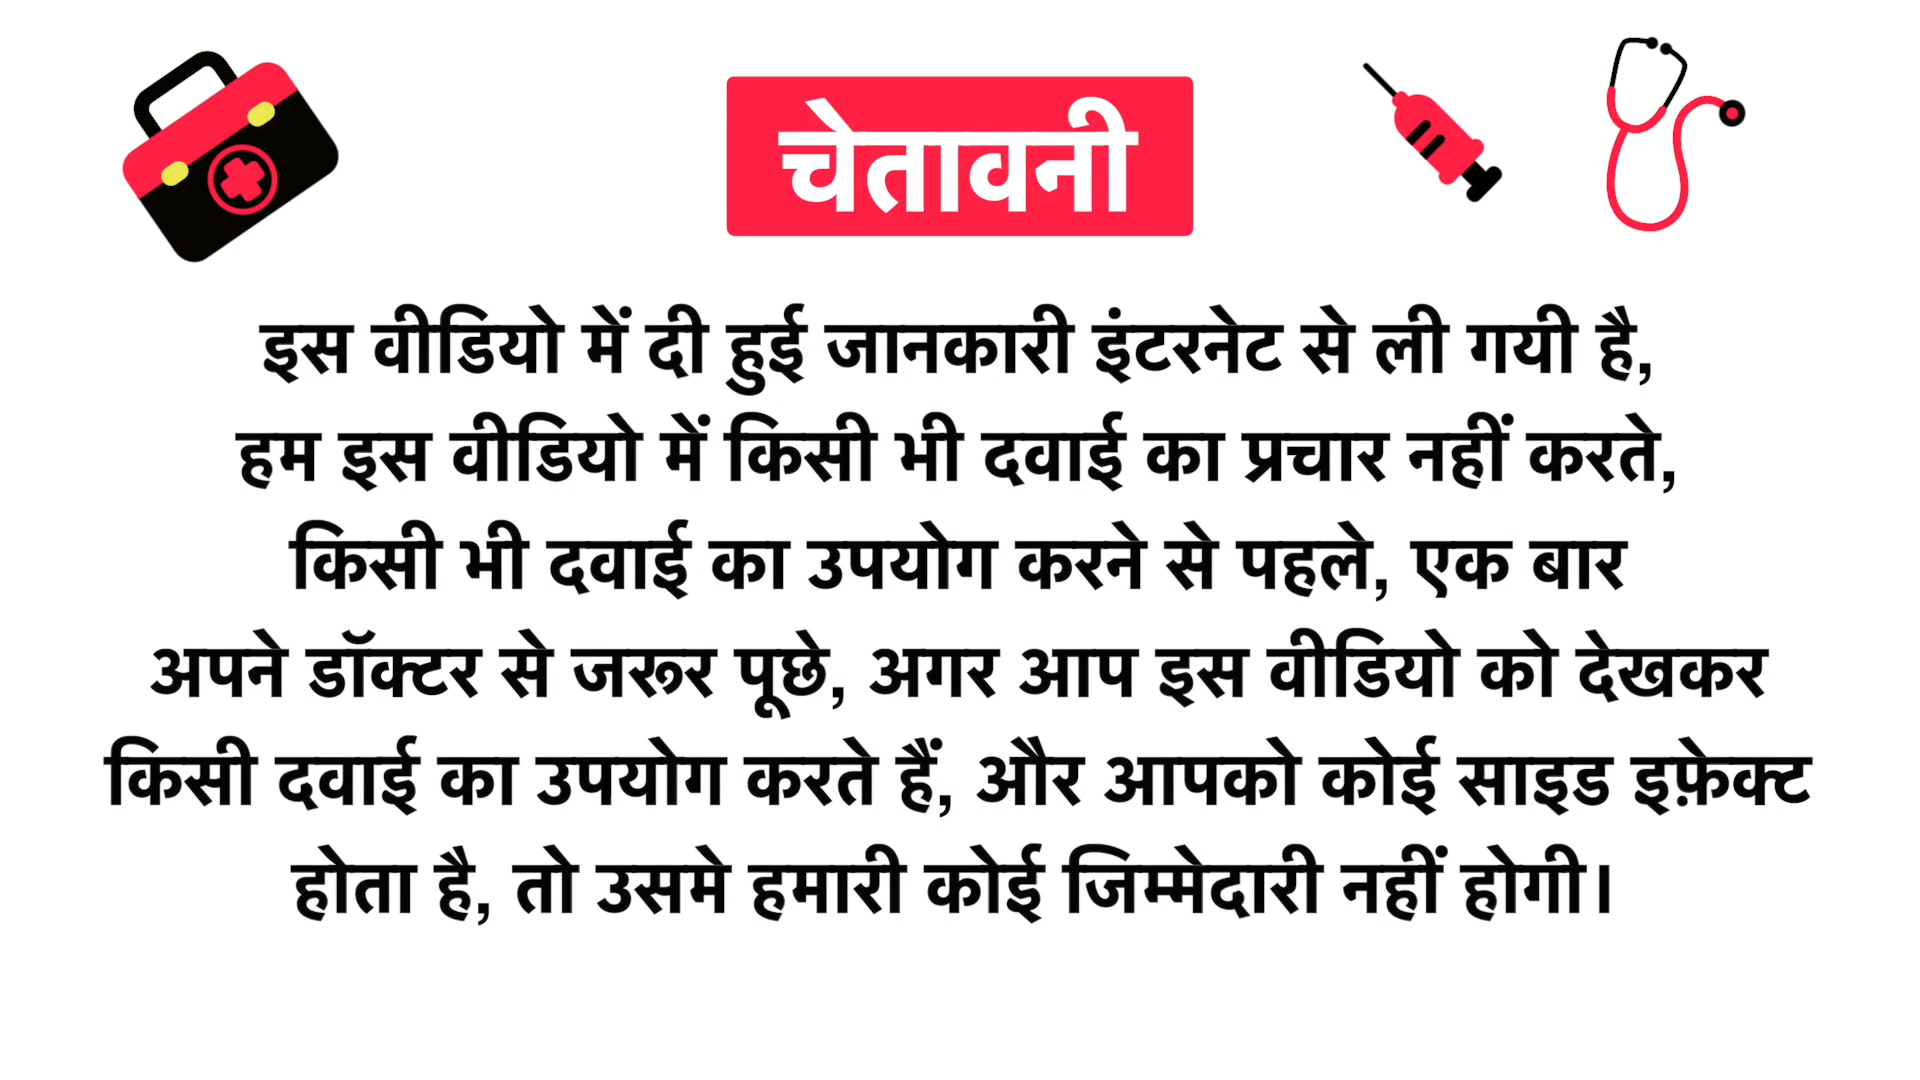 चेतावनी
इस वीडियो में दी हुई जानकारी इंटरनेट से ली गयी है,
हम इस वीडियो में किसी भी दवाई का प्रचार नहीं करते,
किसी भी दवाई का उपयोग करने से पहले, एक बार
अपने डॉक्टर से जरूर पूछे, अगर आप इस वीडियो को देखकर
किसी दवाई का उपयोग करते हैं, और आपको कोई साइड इफ़ेक्ट
होता है, तो उसमे हमारी कोई जिम्मेदारी नहीं होगी।